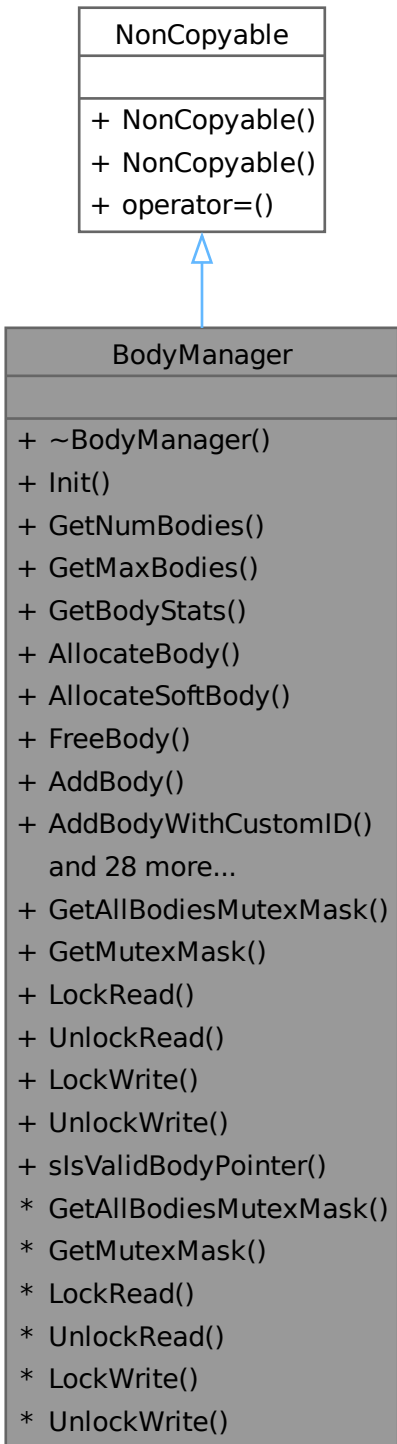 NonCopyable
+ NonCopyable()
+ NonCopyable()
+ operator=()
BodyManager
+ ~BodyManager()
+ Init()
+ GetNumBodies()
+ GetMaxBodies()
+ GetBodyStats()
+ AllocateBody()
+ AllocateSoftBody()
+ FreeBody()
+ AddBody()
+ AddBodyWithCustomID()
and 28 more...
+ GetAllBodiesMutexMask()
+ GetMutexMask()
+ LockRead()
+ UnlockRead()
+ LockWrite()
+ UnlockWrite()
+ sIsValidBodyPointer()
* GetAllBodiesMutexMask()
* GetMutexMask()
* LockRead()
* UnlockRead()
* LockWrite()
* UnlockWrite()